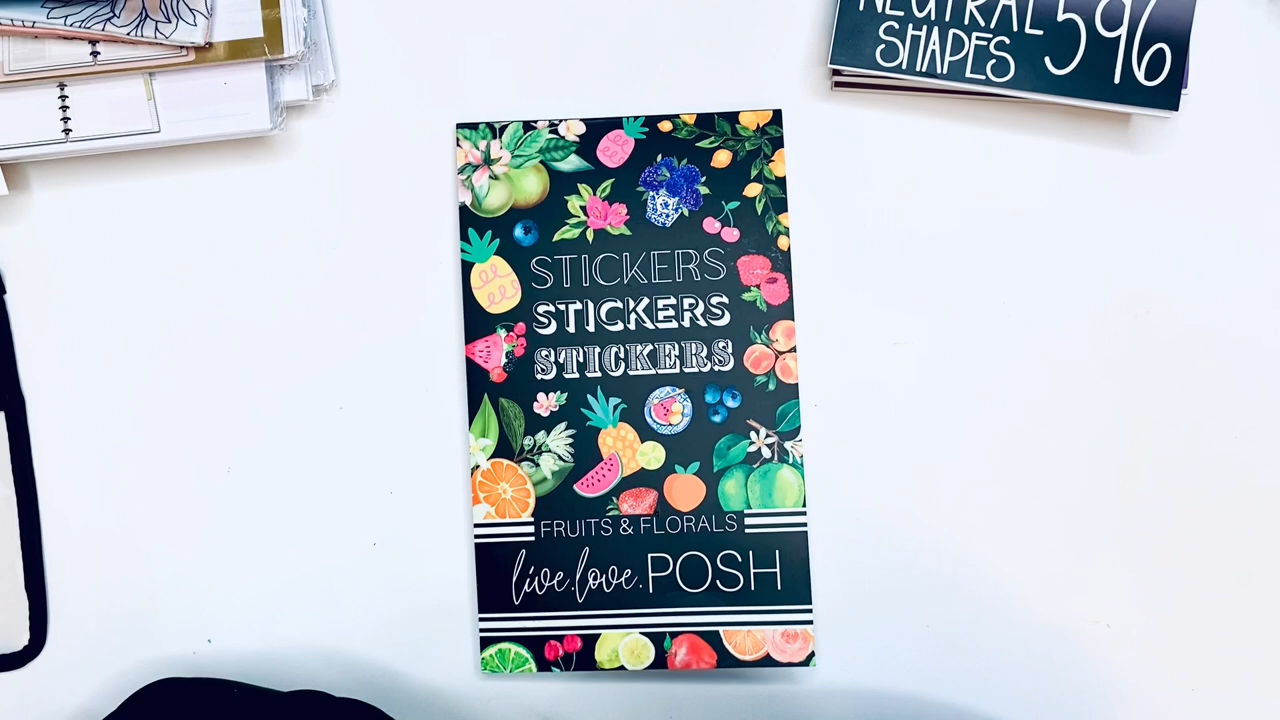 NEUTRAL 596
SHAPES
STICKERS
STICKERS
STICKERS
FRUITS & FLORALS
live.love.POSH